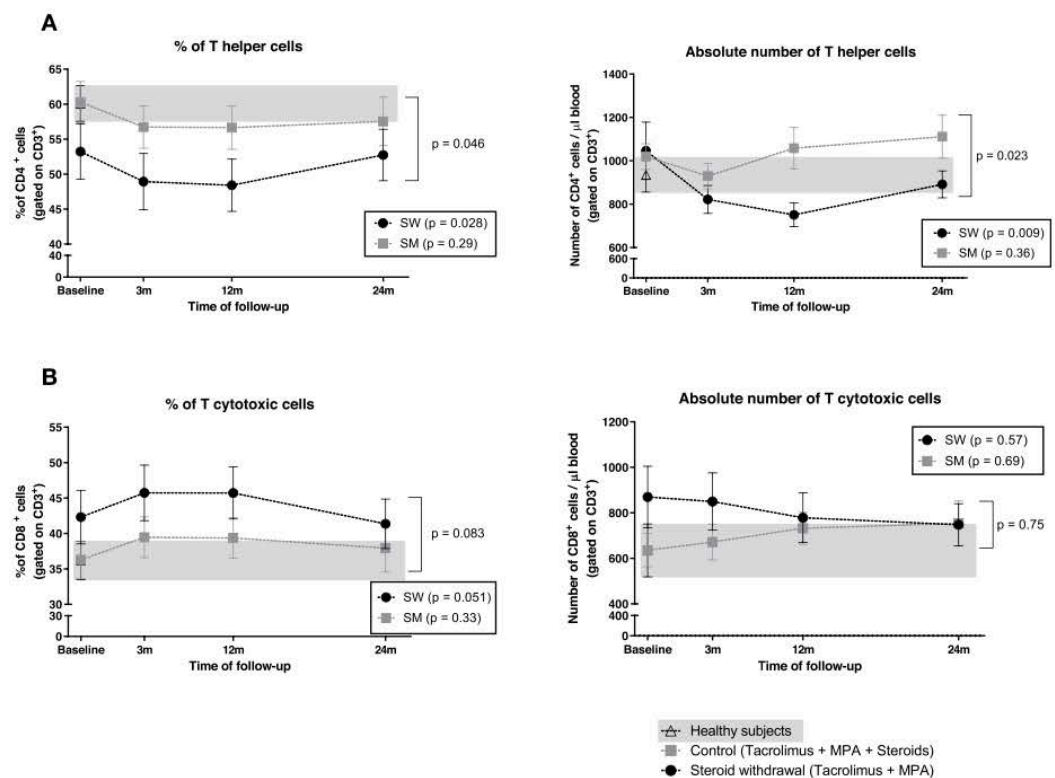 A
% of T helper cells
%of CD4⁺ cells
(gated on CD3⁺)
65
60
55
50
45
40
40
0
p = 0.046
SW (p = 0.028)
SM (p = 0.29)
Baseline 3m 12m 24m
Time of follow-up
Absolute number of T helper cells
Number of CD4⁺ cells / µl blood
(gated on CD3⁺)
1400
1200
1000
800
600
600
0
p = 0.023
SW (p = 0.009)
SM (p = 0.36)
Baseline 3m 12m 24m
Time of follow-up
B
% of T cytotoxic cells
%of CD8⁺ cells
(gated on CD3⁺)
55
50
45
40
35
30
30
0
p = 0.083
SW (p = 0.051)
SM (p = 0.33)
Baseline 3m 12m 24m
Time of follow-up
Absolute number of T cytotoxic cells
Number of CD8⁺ cells / µl blood
(gated on CD3⁺)
1200
1000
800
600
400
400
0
SW (p = 0.57)
SM (p = 0.69)
p = 0.75
Baseline 3m 12m 24m
Time of follow-up
Healthy subjects
Control (Tacrolimus + MPA + Steroids)
Steroid withdrawal (Tacrolimus + MPA)